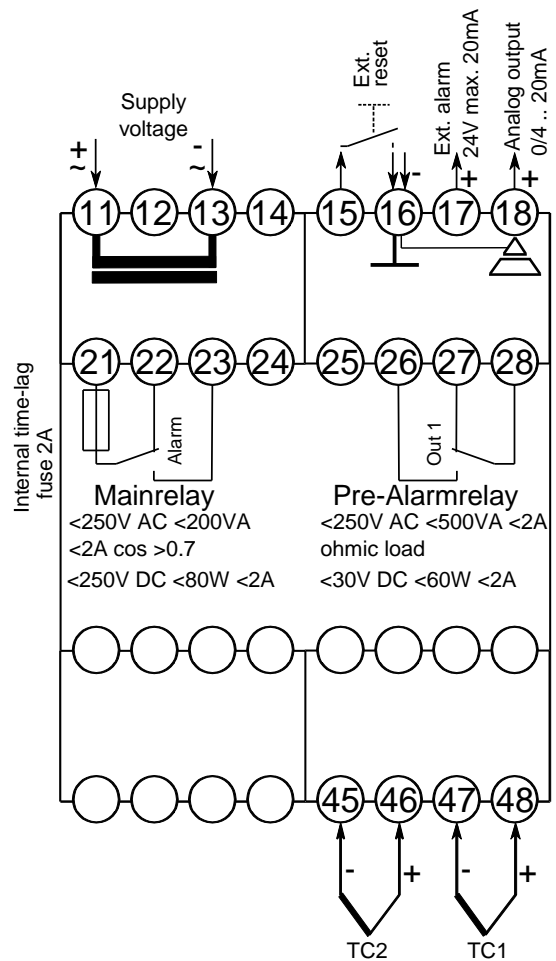 Supply
voltage
+
~
-
~
Ext.
reset
-
Ext. alarm
24V max. 20mA
+
Analog output
0/4 .. 20mA
+
11 12 13 14 15 16 17 18
21 22 23 24 25 26 27 28
Internal time-lag
fuse 2A
Alarm
Out 1
Mainrelay
<250V AC <200VA
<2A cos >0.7
<250V DC <80W <2A
Pre-Alarmrelay
<250V AC <500VA <2A
ohmic load
<30V DC <60W <2A
45 46 47 48
- + - +
TC2 TC1